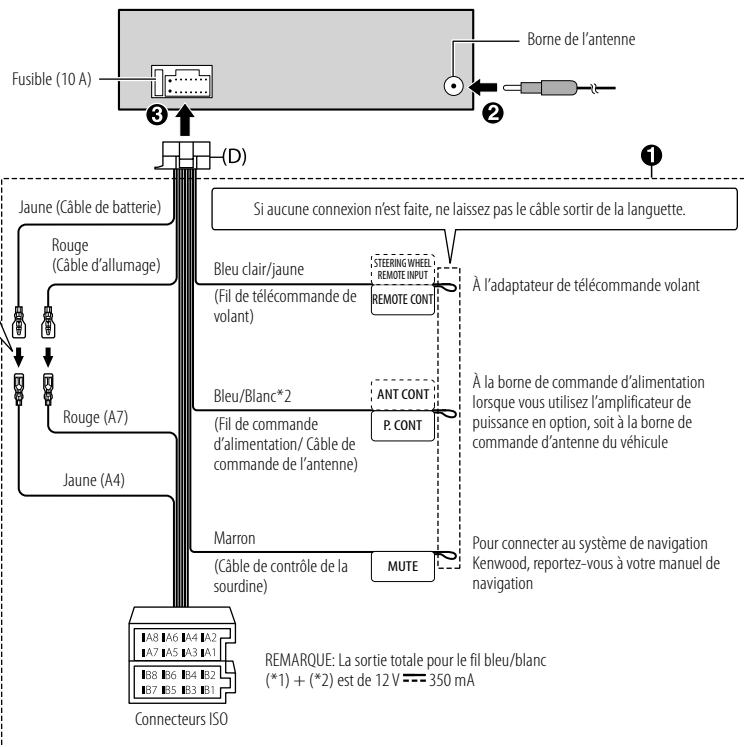 Borne de l'antenne
Fusible (10 A)
❸
❷
(D)
❶
Jaune (Câble de batterie)
Si aucune connexion n'est faite, ne laissez pas le câble sortir de la languette.
Rouge
(Câble d'allumage)
Bleu clair/jaune
(Fil de télécommande de
volant)
STEERING WHEEL
REMOTE INPUT
REMOTE CONT
À l'adaptateur de télécommande volant
Bleu/Blanc*2
(Fil de commande
d'alimentation/ Câble de
commande de l'antenne)
ANT CONT
P. CONT
À la borne de commande d'alimentation
lorsque vous utilisez l'amplificateur de
puissance en option, soit à la borne de
commande d'antenne du véhicule
Rouge (A7)
Jaune (A4)
Marron
(Câble de contrôle de la
sourdine)
MUTE
Pour connecter au système de navigation
Kenwood, reportez-vous à votre manuel de
navigation
A8 A6 A4 A2
A7 A5 A3 A1
B8 B6 B4 B2
B7 B5 B3 B1
Connecteurs ISO
REMARQUE: La sortie totale pour le fil bleu/blanc
(*1) + (*2) est de 12 V ⎓ 350 mA